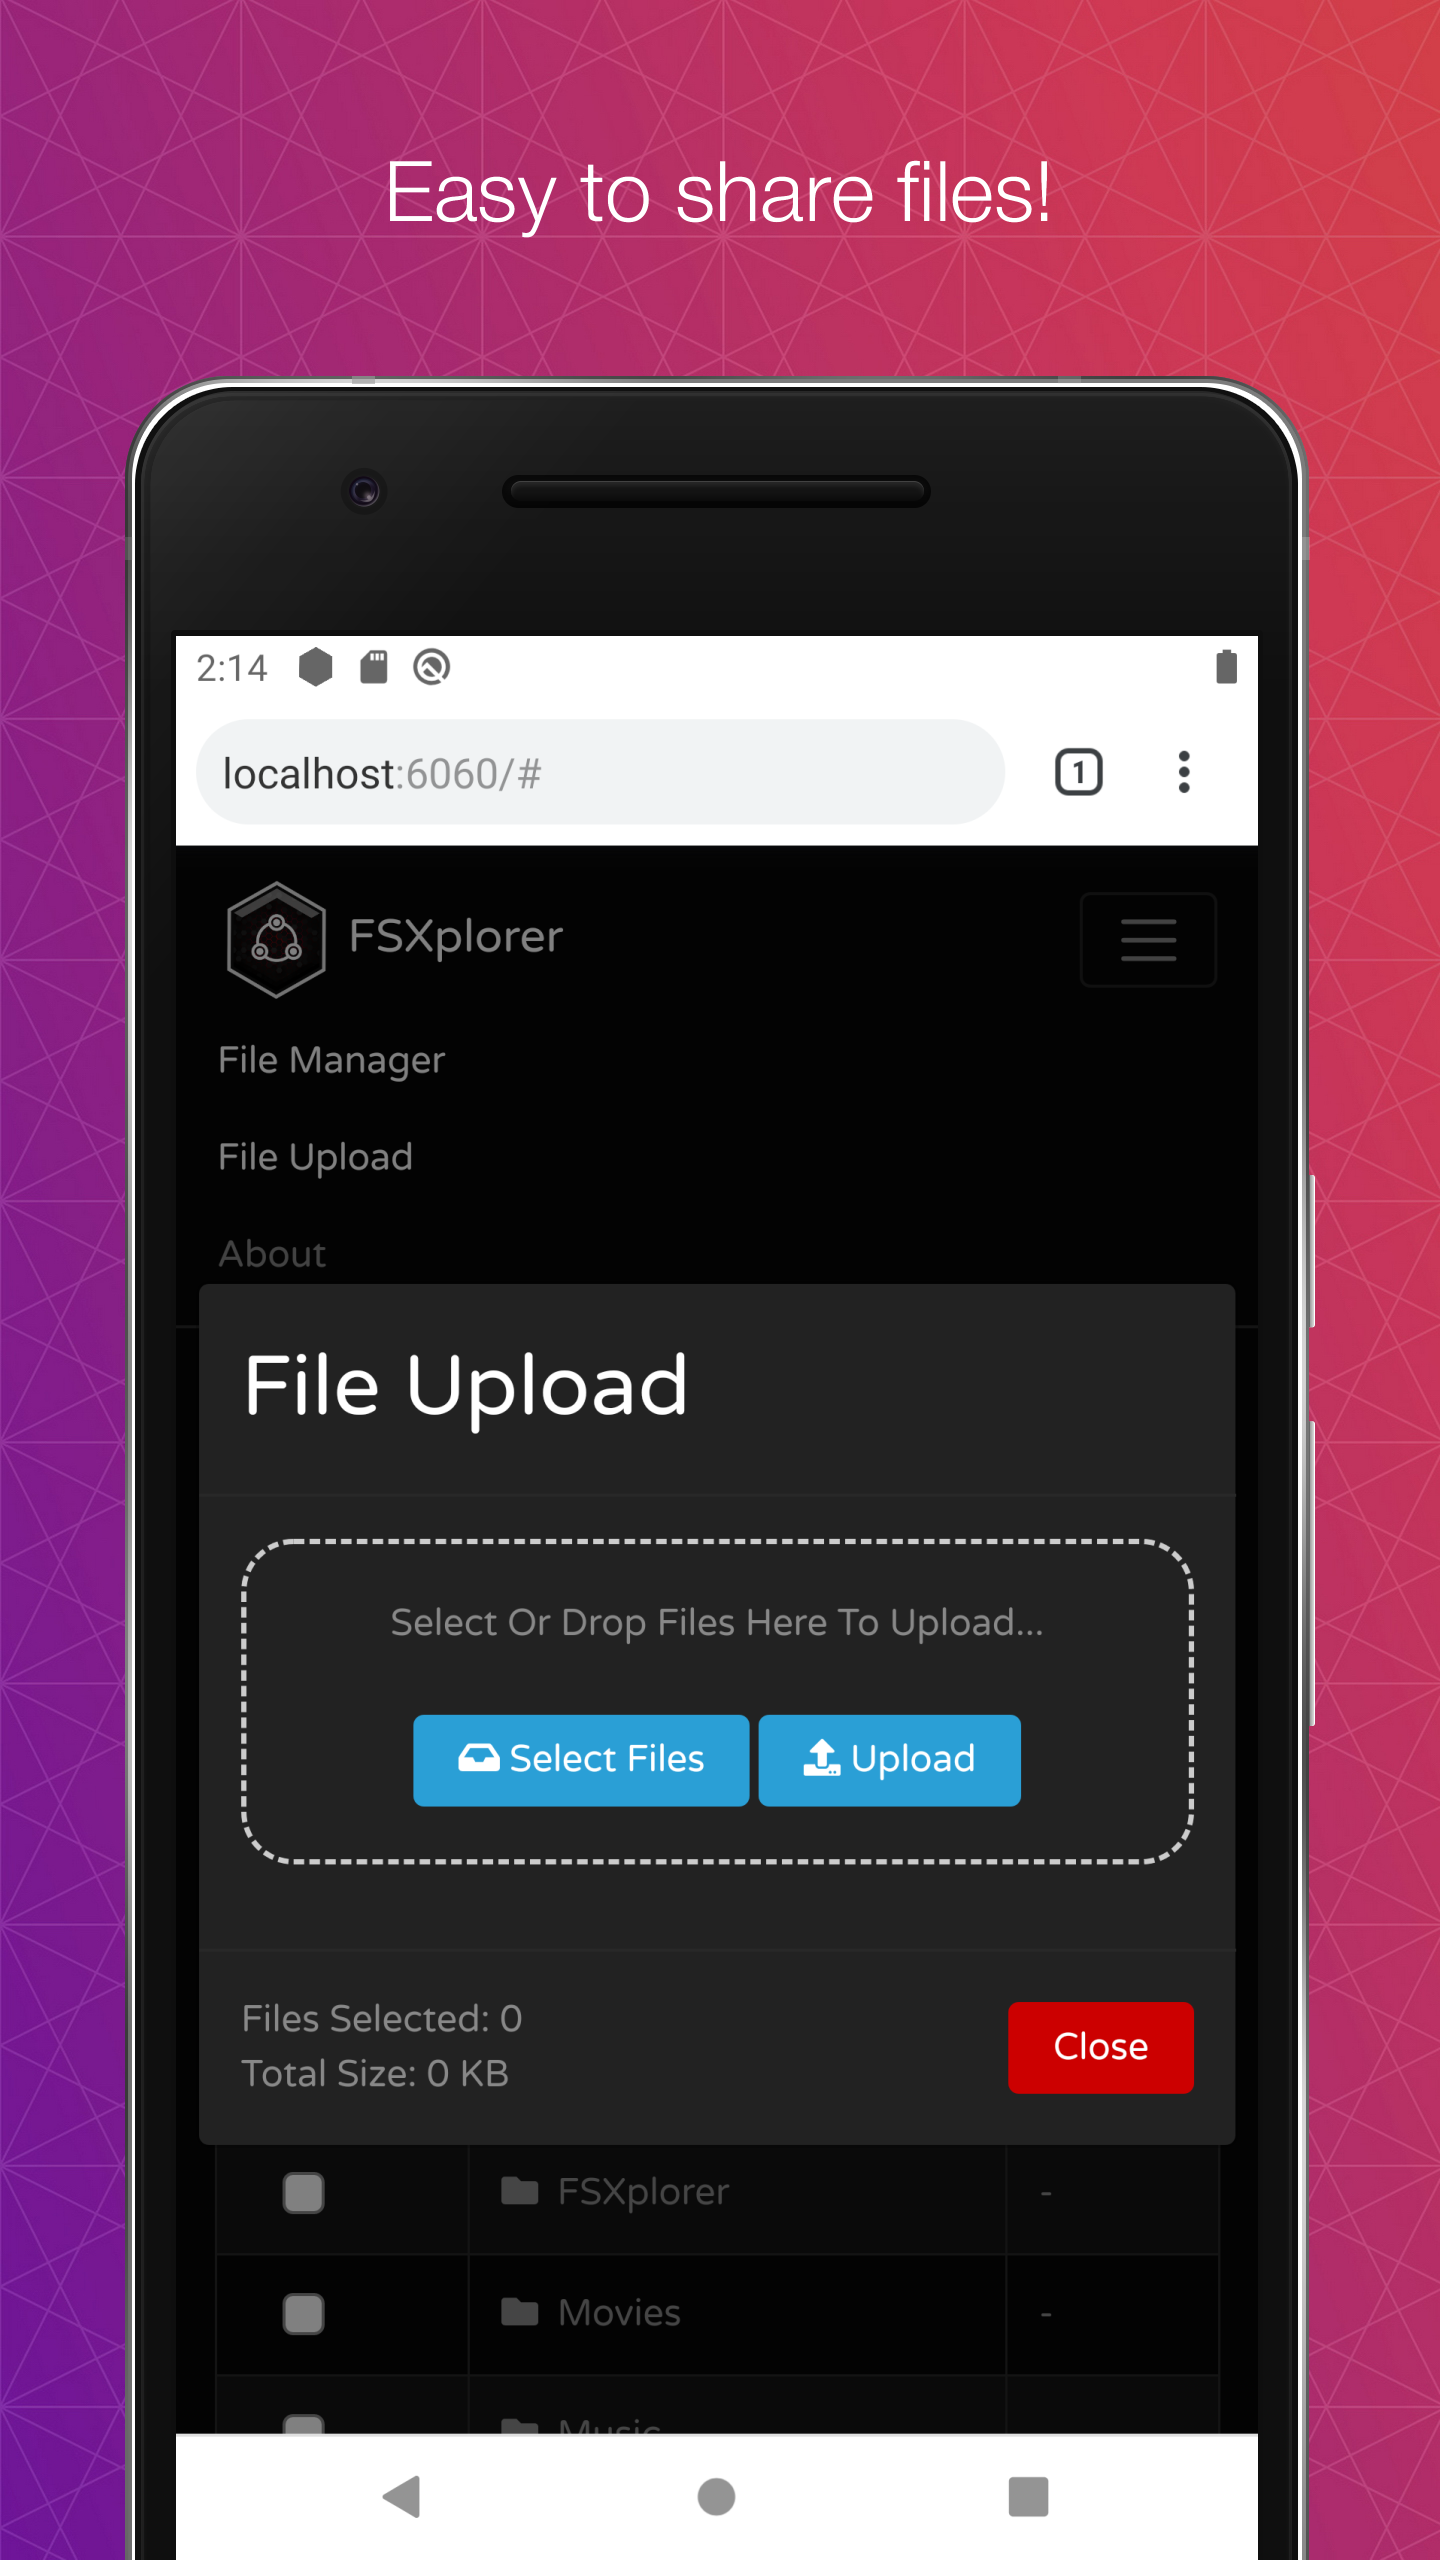 Easy to share files!
2:14
localhost:6060/#
1
FSXplorer
File Manager
File Upload
About
File Upload
Select Or Drop Files Here To Upload...
Select Files
Upload
Files Selected: 0
Total Size: 0 KB
Close
FSXplorer -
Movies -
Music